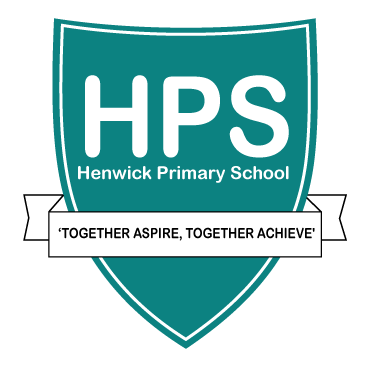 HPS
Henwick Primary School
‘TOGETHER ASPIRE, TOGETHER ACHIEVE'